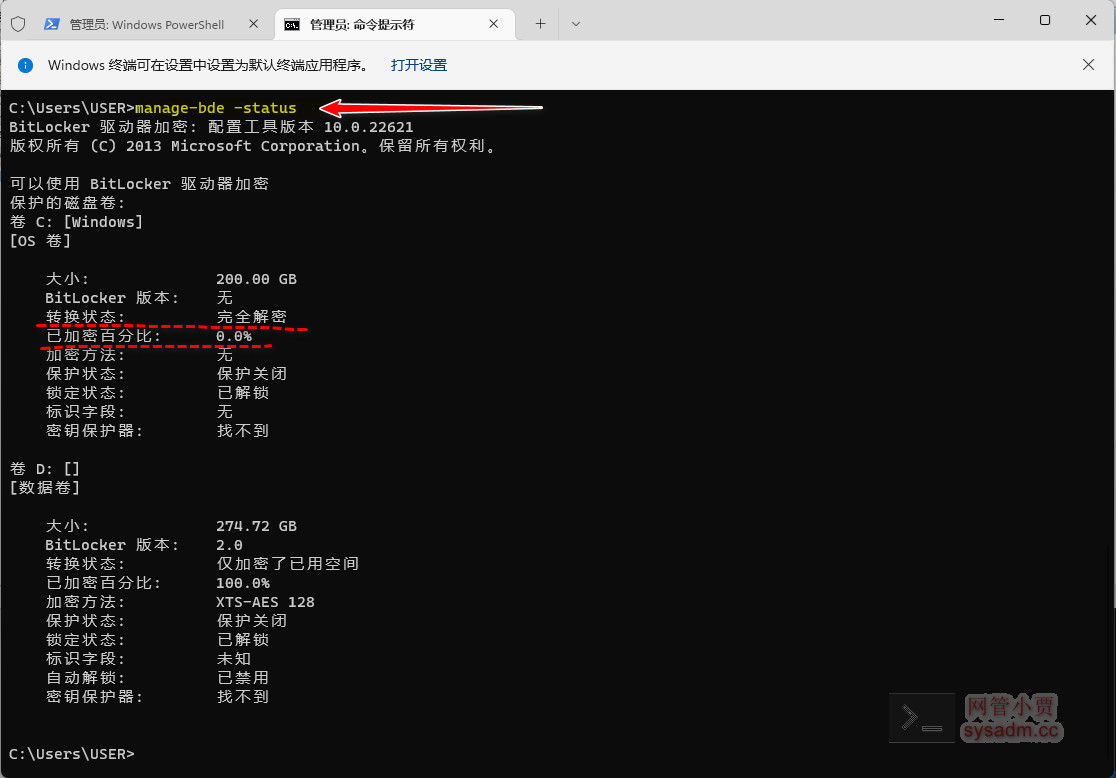 管理员: Windows PowerShell
管理员: 命令提示符
Windows 终端可在设置中设置为默认终端应用程序。 打开设置
C:\Users\USER>manage-bde -status
BitLocker 驱动器加密: 配置工具版本 10.0.22621
版权所有 (C) 2013 Microsoft Corporation。保留所有权利。
可以使用 BitLocker 驱动器加密
保护的磁盘卷:
卷 C: [Windows]
[OS 卷]
大小: 200.00 GB
BitLocker 版本: 无
转换状态: 完全解密
已加密百分比: 0.0%
加密方法: 无
保护状态: 保护关闭
锁定状态: 已解锁
标识字段: 无
密钥保护器: 找不到
卷 D: []
[数据卷]
大小: 274.72 GB
BitLocker 版本: 2.0
转换状态: 仅加密了已用空间
已加密百分比: 100.0%
加密方法: XTS-AES 128
保护状态: 保护关闭
锁定状态: 已解锁
标识字段: 未知
自动解锁: 已禁用
密钥保护器: 找不到
C:\Users\USER>
网管小贾
sysadm.cc